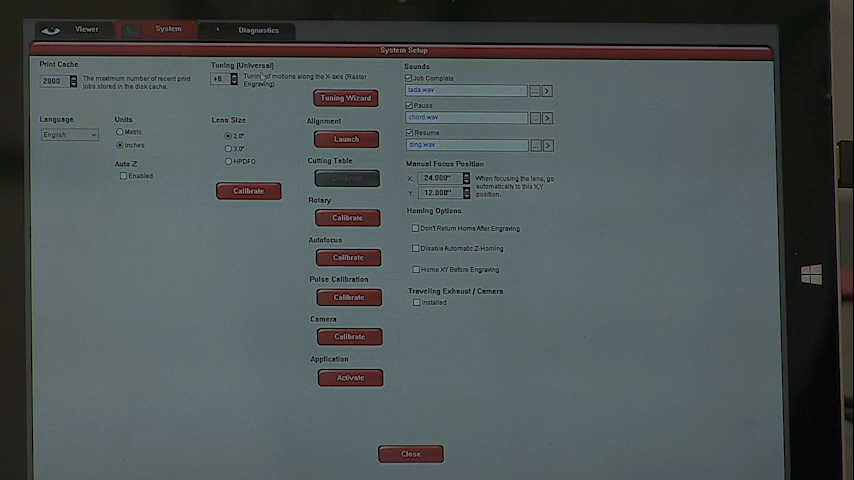 Viewer
System
Diagnostics
System Setup
Print Cache
2000
The maximum number of recent print
jobs stored in the disk cache.
Language
English
Units
Metric
Inches
Auto Z
Enabled
Tuning [Universal]
+8
Tuning of motions along the X-axis (Raster
Engraving)
Tuning Wizard
Lens Size
2.0"
3.0"
HPDFO
Calibrate
Alignment
Launch
Cutting Table
Calibrate
Rotary
Calibrate
Autofocus
Calibrate
Pulse Calibration
Calibrate
Camera
Calibrate
Application
Activate
Sounds
Job Complete
tada.wav
...
>
Pause
chord.wav
...
>
Resume
ding.wav
...
>
Manual Focus Position
X: 24.000"
Y: 12.000"
When focusing the lens, go
automatically to this X,Y
position.
Homing Options
Don't Return Home After Engraving
Disable Automatic Z-Homing
Home XY Before Engraving
Traveling Exhaust / Camera
Installed
Close